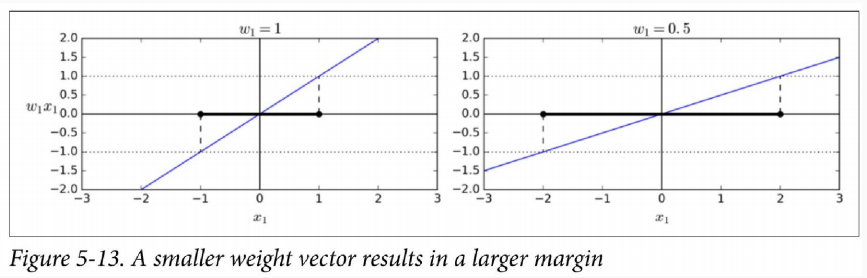 w₁ = 1
2.0
1.5
1.0
0.5
w₁x₁ 0.0
−0.5
−1.0
−1.5
−2.0
−3 −2 −1 0 1 2 3
x₁
w₁ = 0.5
2.0
1.5
1.0
0.5
0.0
−0.5
−1.0
−1.5
−2.0
−3 −2 −1 0 1 2 3
x₁
Figure 5-13. A smaller weight vector results in a larger margin